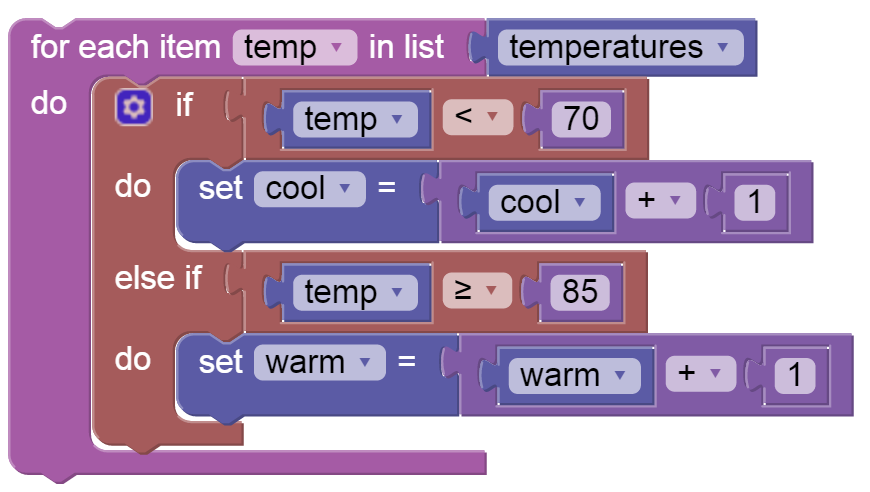 for each item temp in list temperatures
do if temp < 70
do set cool = cool + 1
else if temp ≥ 85
do set warm = warm + 1